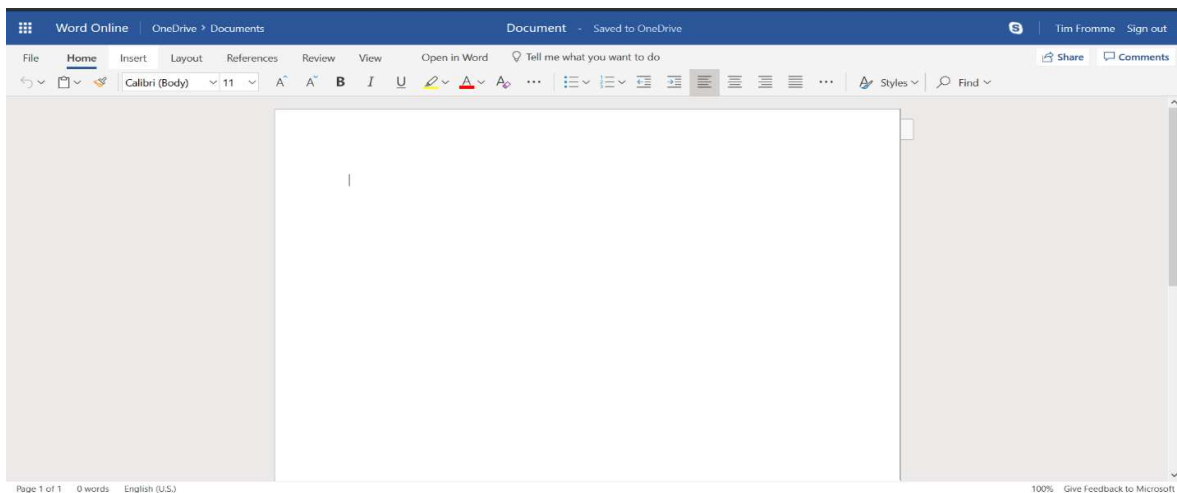 Word Online OneDrive > Documents Document - Saved to OneDrive Tim Fromme Sign out
File Home Insert Layout References Review View Open in Word Tell me what you want to do Share Comments
Calibri (Body) 11 A A B I U A A Styles Find
Page 1 of 1 0 words English (U.S.) 100% Give Feedback to Microsoft